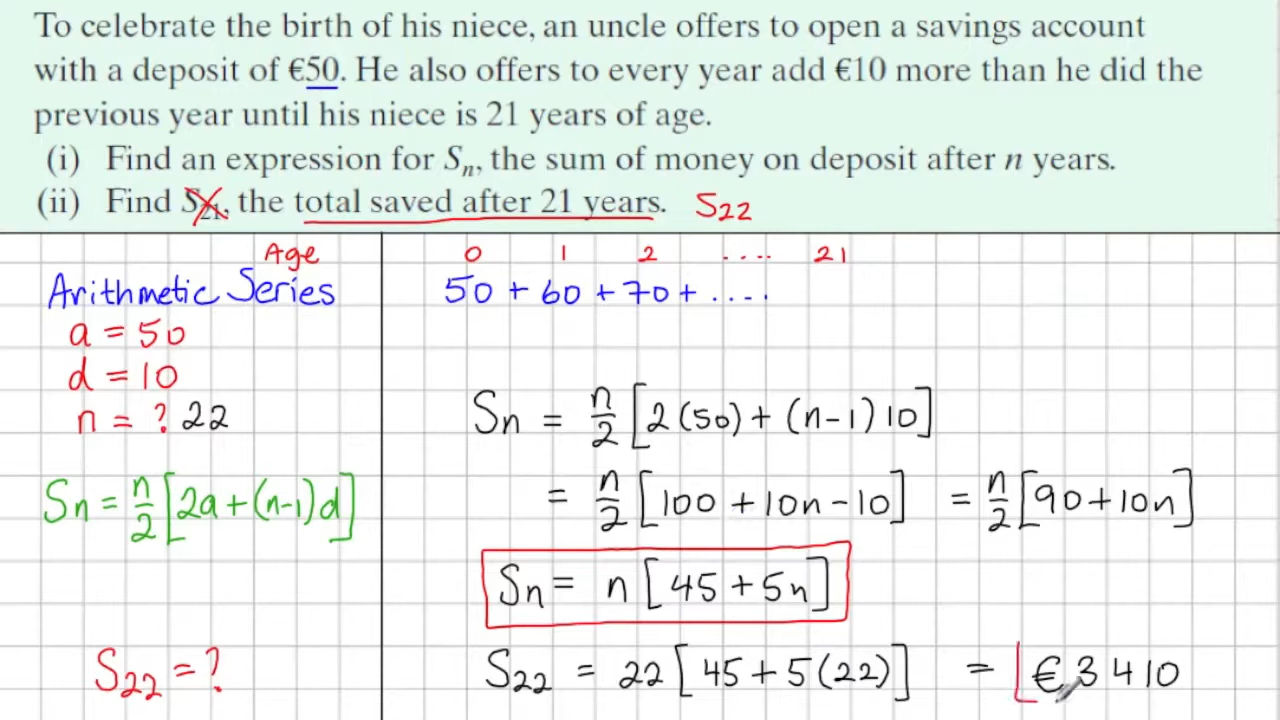 To celebrate the birth of his niece, an uncle offers to open a savings account
with a deposit of €50. He also offers to every year add €10 more than he did the
previous year until his niece is 21 years of age.
(i) Find an expression for Sₙ, the sum of money on deposit after n years.
(ii) Find S₂₁, the total saved after 21 years. S₂₂
Age 0 1 2 .... 21
Arithmetic Series 50 + 60 + 70 + ....
a = 50
d = 10
n = ? 22
Sn = n/2 [2(50) + (n-1)10]
Sn = n/2 [2a + (n-1)d]
= n/2 [100 + 10n - 10] = n/2 [90 + 10n]
Sn = n [45 + 5n]
S₂₂ = ?
S₂₂ = 22 [45 + 5(22)] = €3410